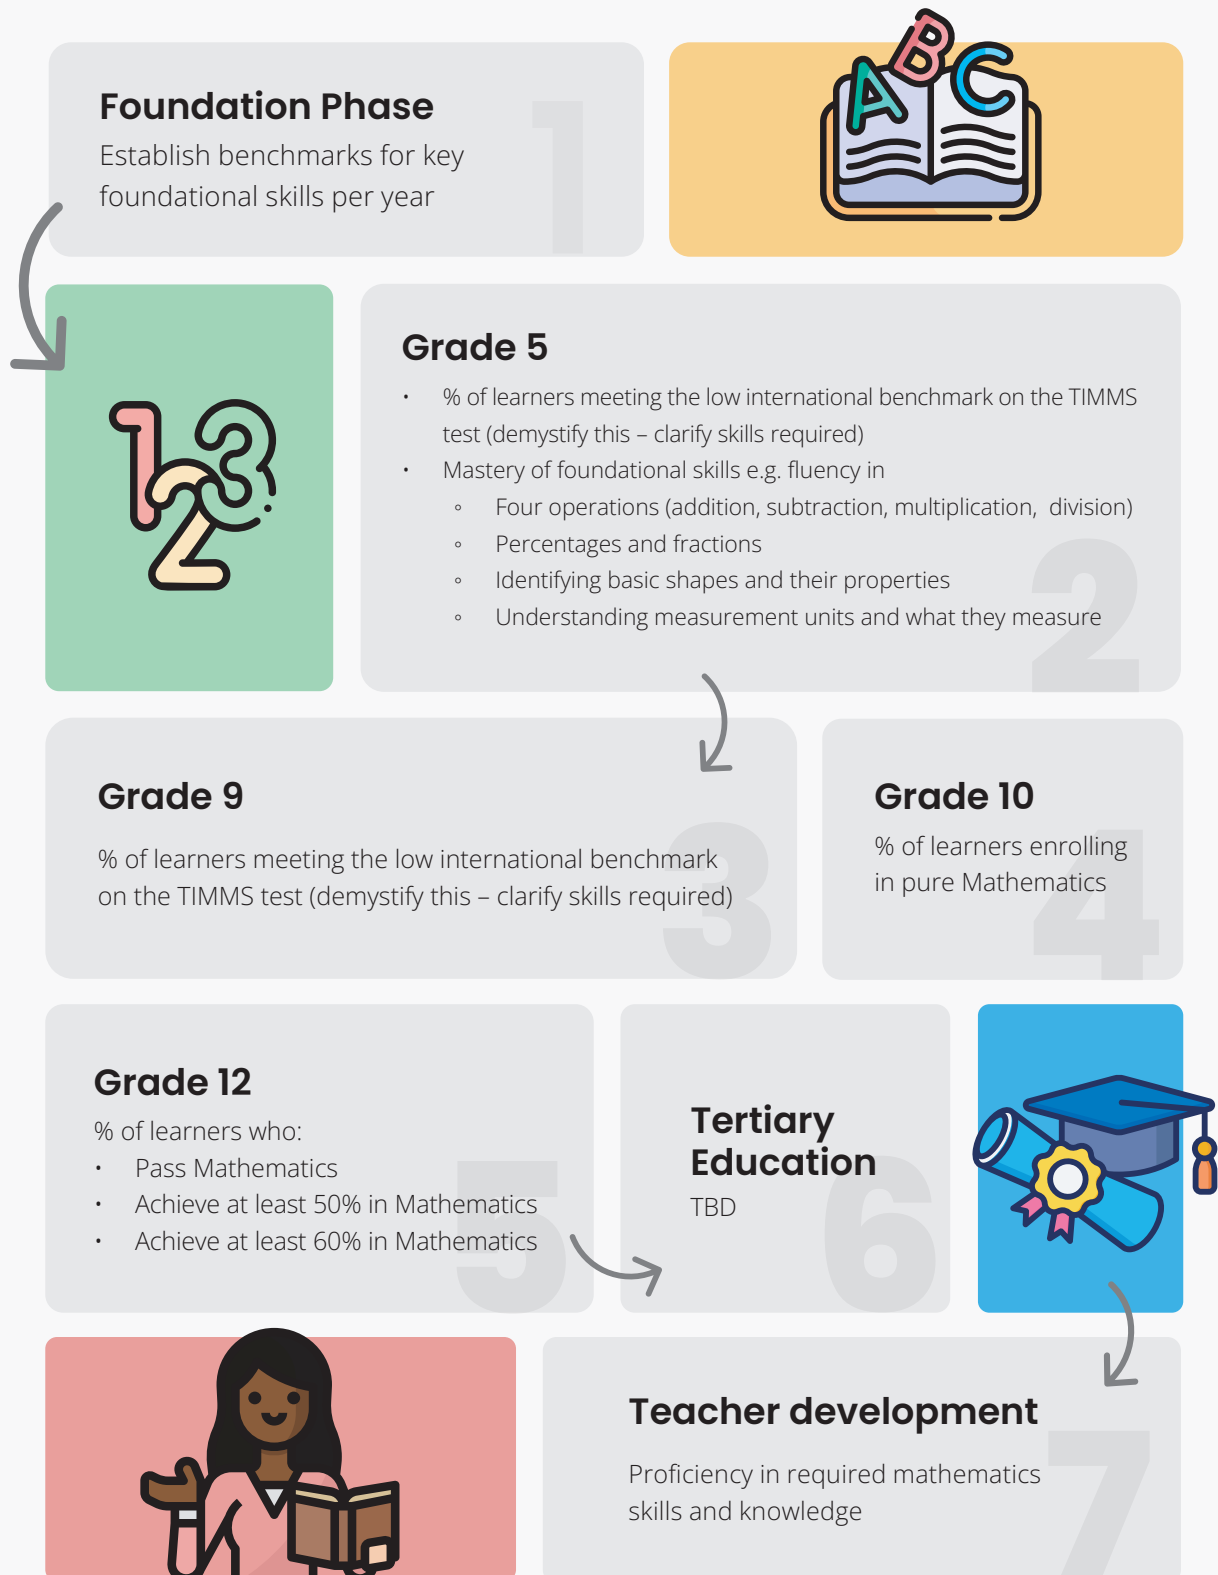 A B C
Foundation Phase
Establish benchmarks for key
foundational skills per year
1
1 2 3
Grade 5
• % of learners meeting the low international benchmark on the TIMMS
test (demystify this – clarify skills required)
• Mastery of foundational skills e.g. fluency in
◦ Four operations (addition, subtraction, multiplication, division)
◦ Percentages and fractions
◦ Identifying basic shapes and their properties
◦ Understanding measurement units and what they measure
2
Grade 9
% of learners meeting the low international benchmark
on the TIMMS test (demystify this – clarify skills required)
3
Grade 10
% of learners enrolling
in pure Mathematics
4
Grade 12
% of learners who:
• Pass Mathematics
• Achieve at least 50% in Mathematics
• Achieve at least 60% in Mathematics
5
Tertiary
Education
TBD
6
Teacher development
Proficiency in required mathematics
skills and knowledge
7